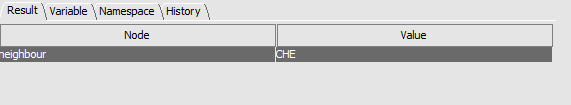 Result Variable Namespace History
Node Value
neighbour CHE